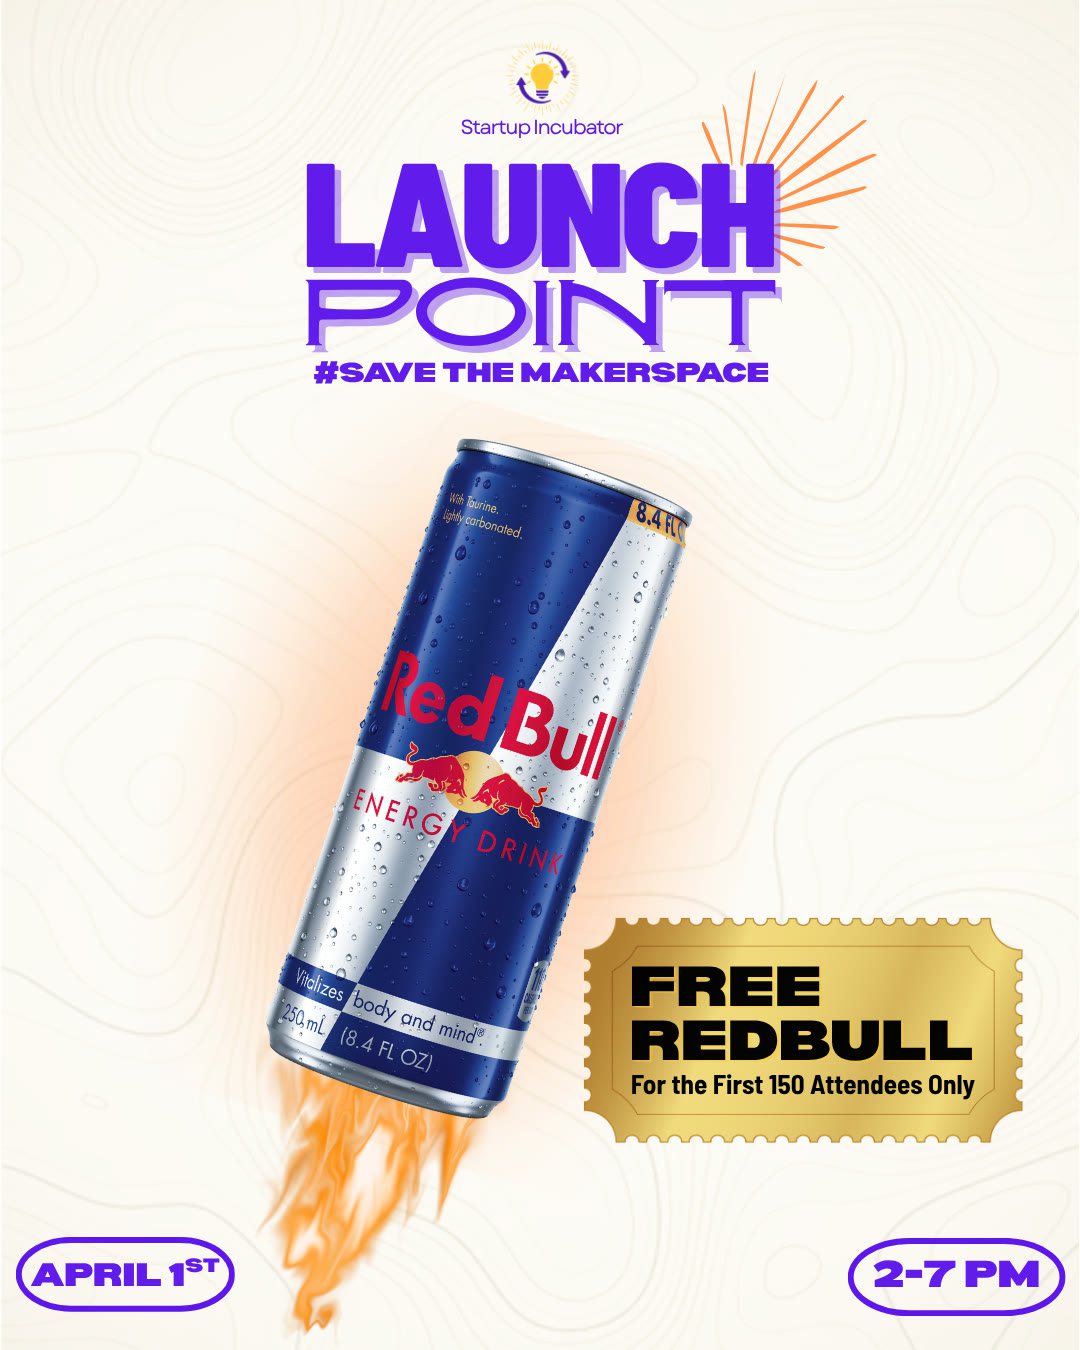 Startup Incubator
LAUNCH
POINT
#SAVE THE MAKERSPACE
With Taurine.
Lightly carbonated.
8.4 FL
Red Bull
ENERGY DRINK
Vitalizes body and mind®
250 mL (8.4 FL OZ)
FREE
REDBULL
For the First 150 Attendees Only
APRIL 1ST
2-7 PM